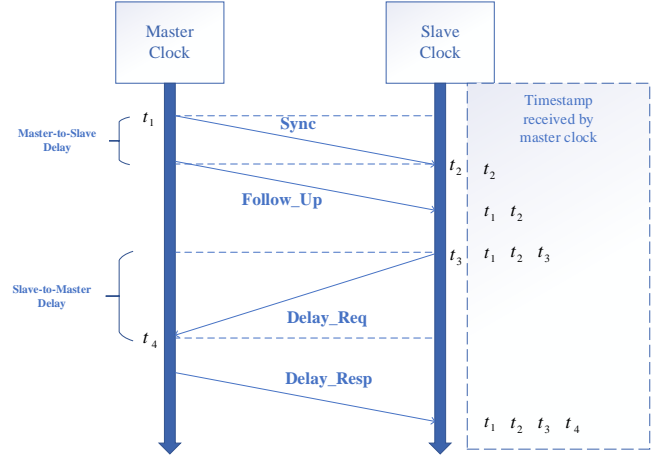 Master
Clock
Slave
Clock
Timestamp
received by
master clock
t1
Sync
Master-to-Slave
Delay
t2
t2
Follow_Up
t1 t2
t3
t1 t2 t3
Slave-to-Master
Delay
Delay_Req
t4
Delay_Resp
t1 t2 t3 t4